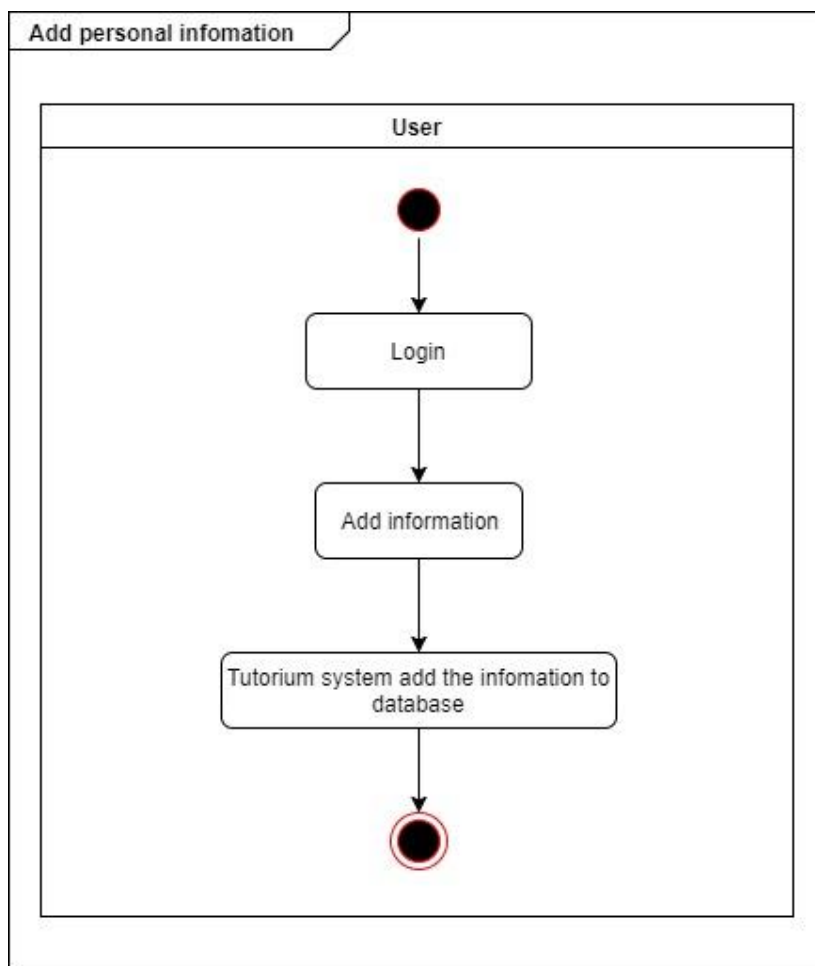 Add personal infomation
User
Login
Add information
Tutorium system add the infomation to
database